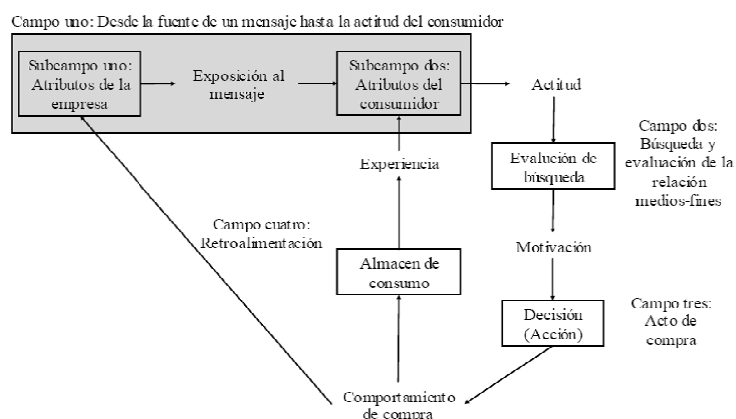 Campo uno: Desde la fuente de un mensaje hasta la actitud del consumidor
Subcampo uno:
Atributos de la
empresa
Exposición al
mensaje
Subcampo dos:
Atributos del
consumidor
Actitud
Campo dos:
Búsqueda y
evaluación de la
relación
medios-fines
Evalución de
búsqueda
Experiencia
Campo cuatro:
Retroalimentación
Motivación
Almacen de
consumo
Decisión
(Acción)
Campo tres:
Acto de
compra
Comportamiento
de compra